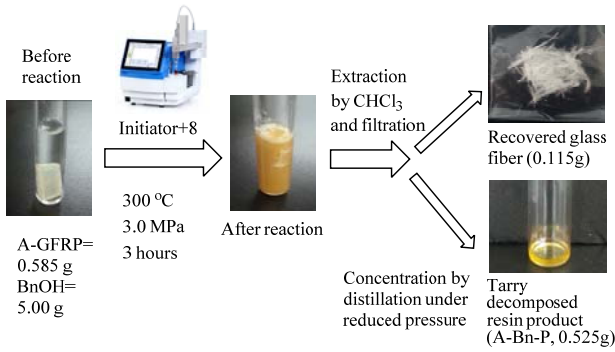 Before
reaction
Initiator+8
300 °C
3.0 MPa
3 hours
A-GFRP=
0.585 g
BnOH=
5.00 g
After reaction
Extraction
by CHCl₃
and filtration
Recovered glass
fiber (0.115g)
Concentration by
distillation under
reduced pressure
Tarry
decomposed
resin product
(A-Bn-P, 0.525g)